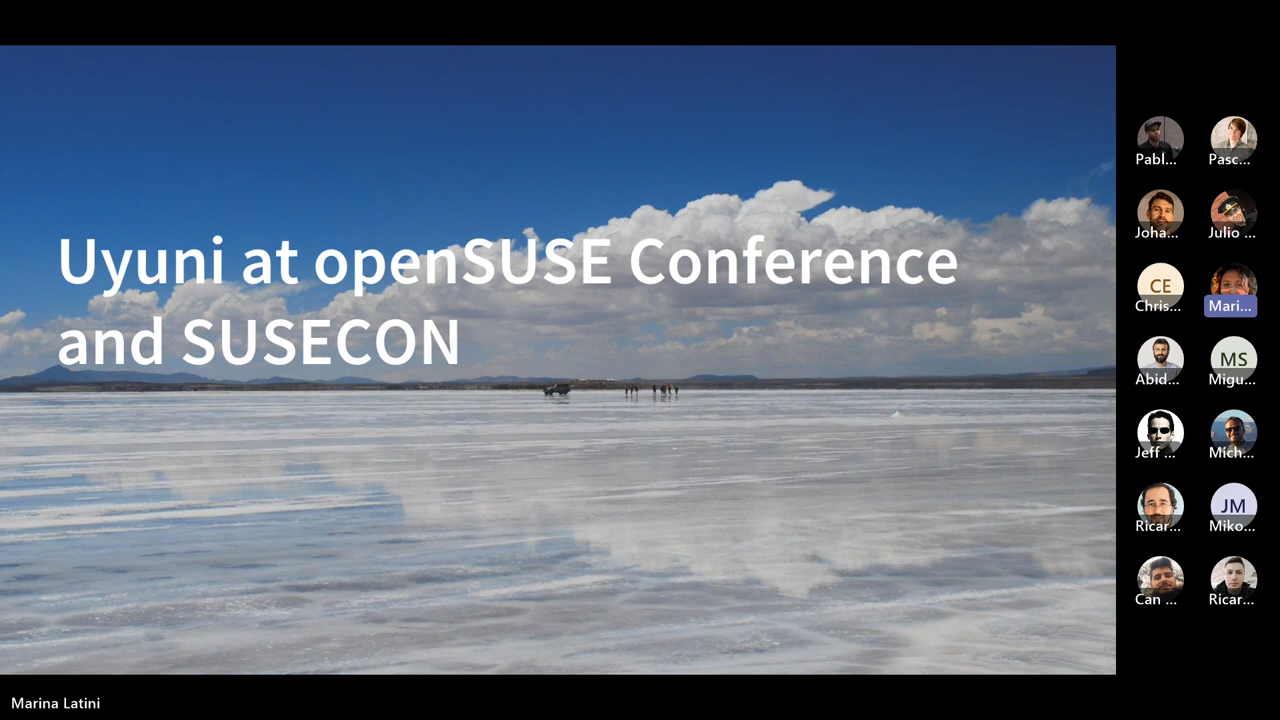 Uyuni at openSUSE Conference
and SUSECON
Pabl...
Pasc...
Joha...
Julio ...
CE
Chris...
Mari...
Abid...
MS
Migu...
Jeff ...
Mich...
Ricar...
JM
Miko...
Can ...
Ricar...
Marina Latini